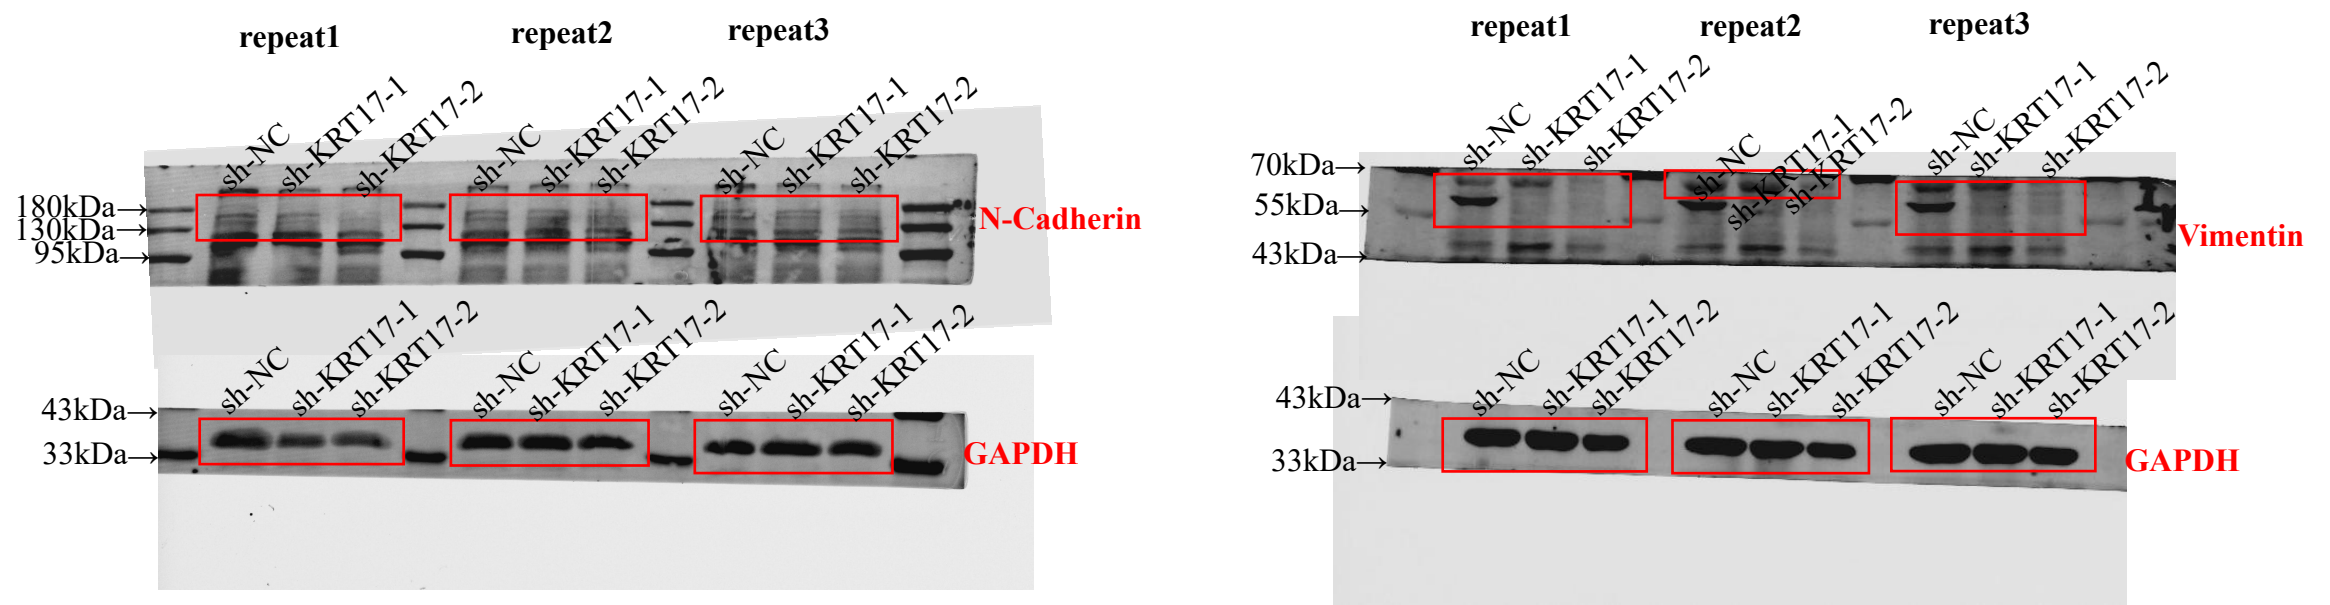 repeat1
repeat2
repeat3
sh-NC
sh-KRT17-1
sh-KRT17-2
sh-NC
sh-KRT17-1
sh-KRT17-2
sh-NC
sh-KRT17-1
sh-KRT17-2
180kDa→
130kDa→
95kDa→
N-Cadherin
sh-NC
sh-KRT17-1
sh-KRT17-2
sh-NC
sh-KRT17-1
sh-KRT17-2
sh-NC
sh-KRT17-1
sh-KRT17-2
43kDa→
33kDa→
GAPDH
repeat1
repeat2
repeat3
sh-NC
sh-KRT17-1
sh-KRT17-2
sh-NC
sh-KRT17-1
sh-KRT17-2
sh-NC
sh-KRT17-1
sh-KRT17-2
70kDa→
55kDa→
43kDa→
Vimentin
sh-NC
sh-KRT17-1
sh-KRT17-2
sh-NC
sh-KRT17-1
sh-KRT17-2
sh-NC
sh-KRT17-1
sh-KRT17-2
43kDa→
33kDa→
GAPDH